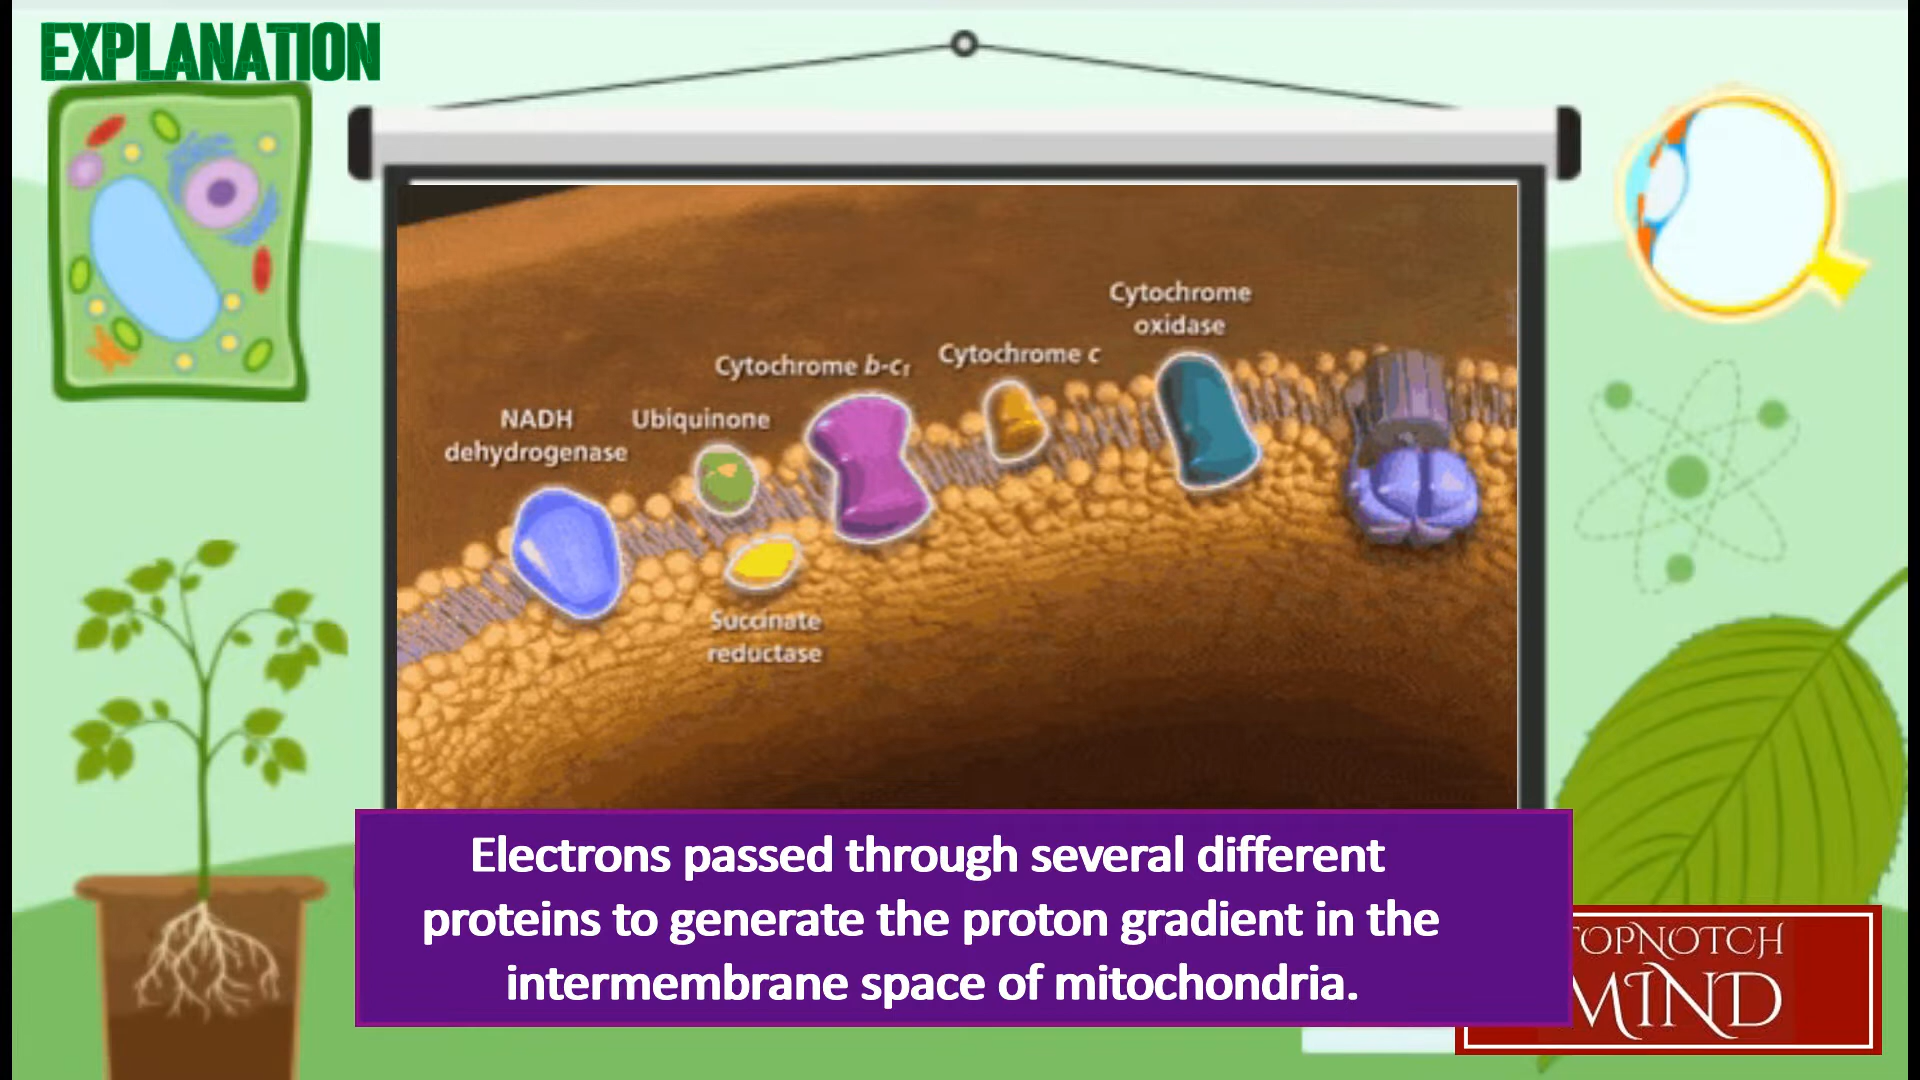 EXPLANATION
Cytochrome
oxidase
Cytochrome b-c₁
Cytochrome c
NADH
dehydrogenase
Ubiquinone
Succinate
reductase
Electrons passed through several different
proteins to generate the proton gradient in the
intermembrane space of mitochondria.
TOPNOTCH
MIND